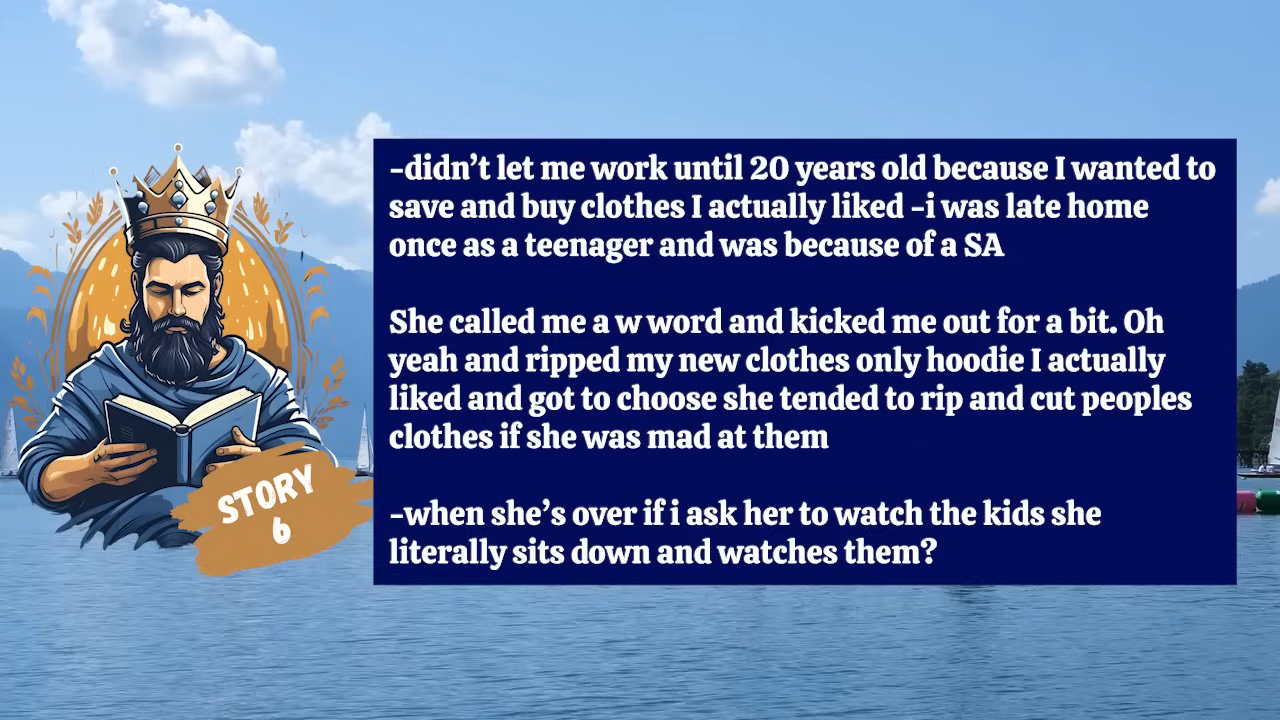 -didn't let me work until 20 years old because I wanted to
save and buy clothes I actually liked -i was late home
once as a teenager and was because of a SA
She called me a w word and kicked me out for a bit. Oh
yeah and ripped my new clothes only hoodie I actually
liked and got to choose she tended to rip and cut peoples
clothes if she was mad at them
-when she's over if i ask her to watch the kids she
literally sits down and watches them?
STORY
6